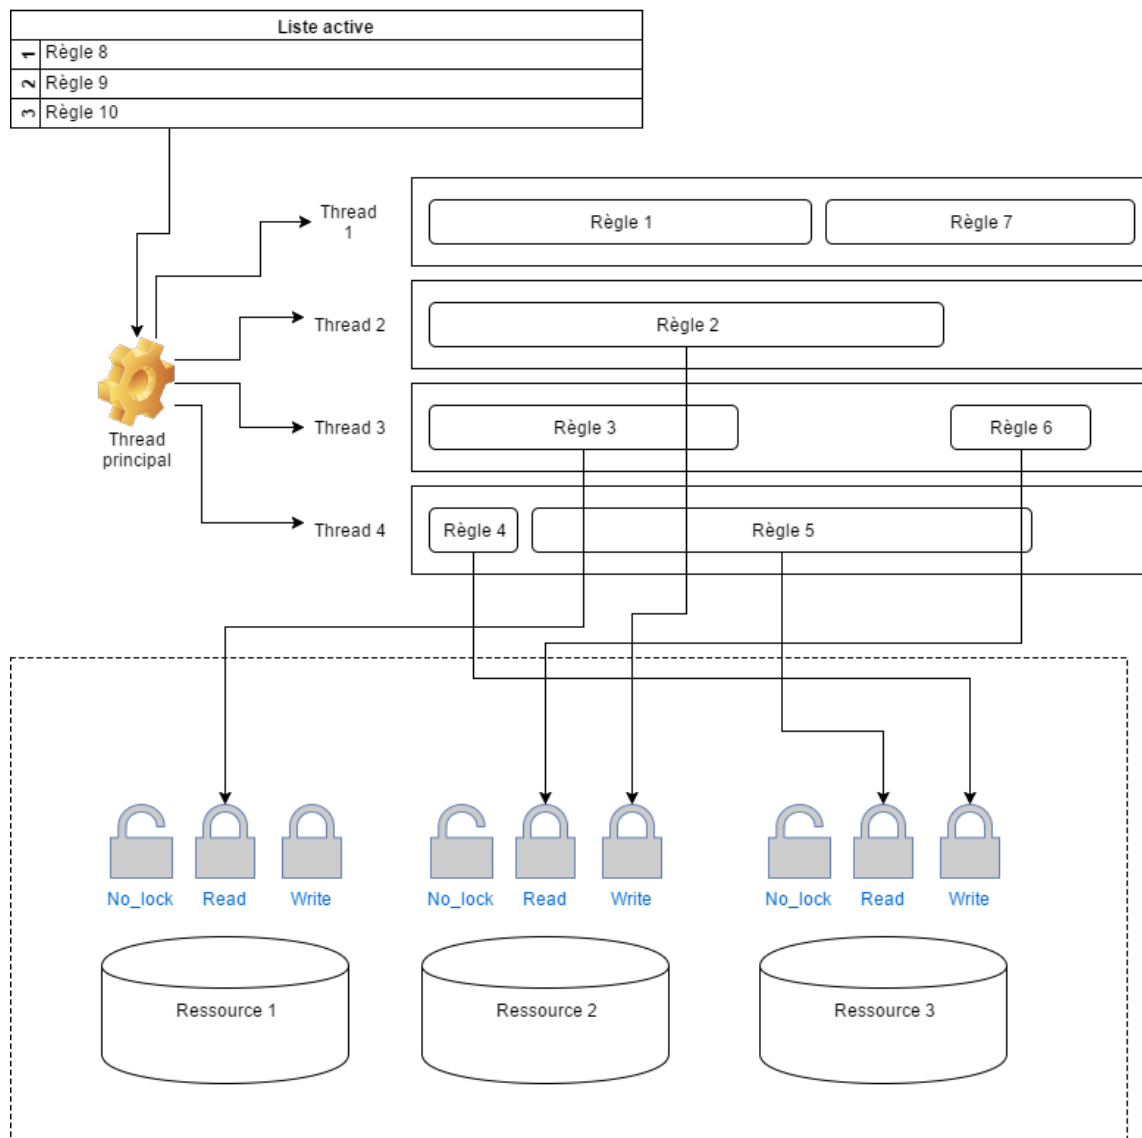 Liste active
1 Règle 8
2 Règle 9
3 Règle 10
Thread
1
Règle 1
Règle 7
Thread 2
Règle 2
Thread 3
Règle 3
Règle 6
Thread
principal
Thread 4
Règle 4
Règle 5
No_lock
Read
Write
No_lock
Read
Write
No_lock
Read
Write
Ressource 1
Ressource 2
Ressource 3